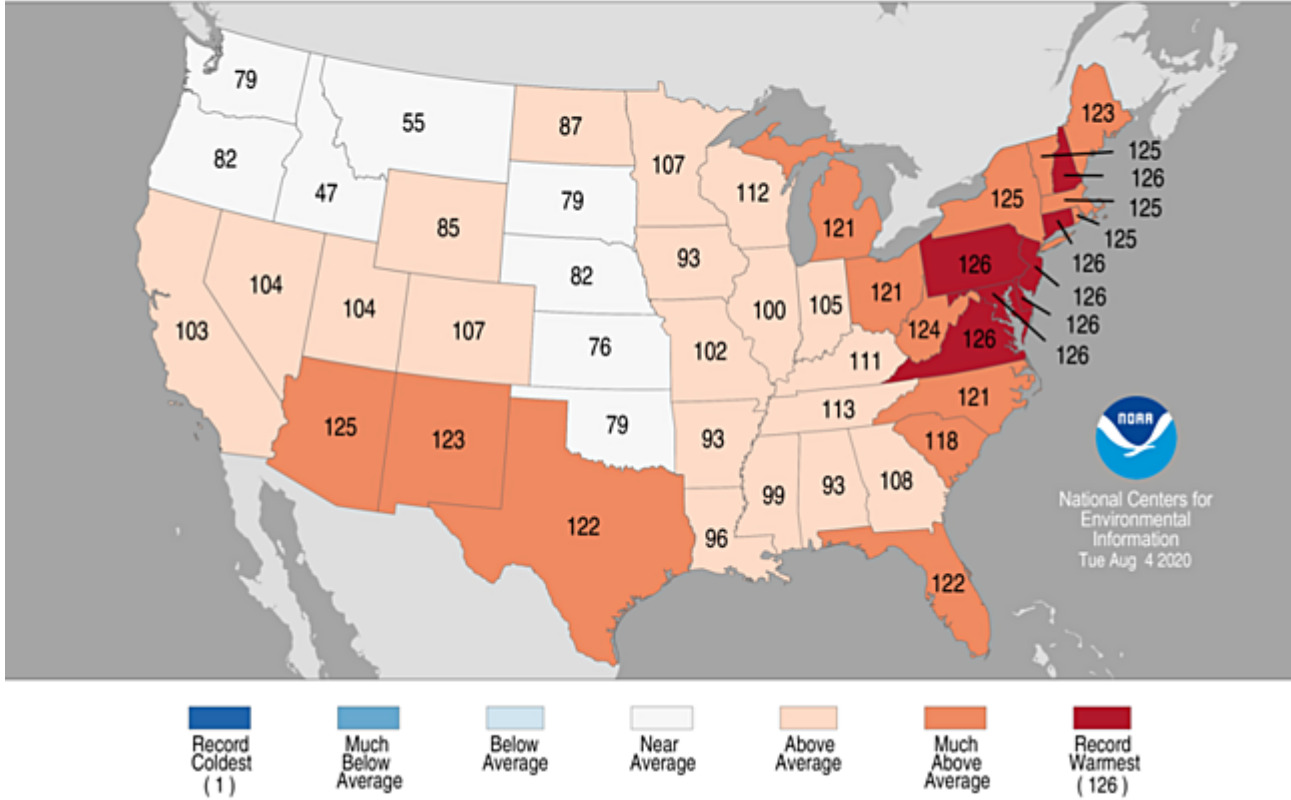 79
55
87
107
123
82
47
79
112
125
126
125
125
125
126
85
121
93
82
126
126
104
121
126
103
104
107
100
105
124
126
126
76
102
111
113
121
125
123
79
93
118
NOAA
99
93
108
National Centers for
Environmental
Information
Tue Aug 4 2020
122
96
122
Record
Coldest
( 1 )
Much
Below
Average
Below
Average
Near
Average
Above
Average
Much
Above
Average
Record
Warmest
( 126 )